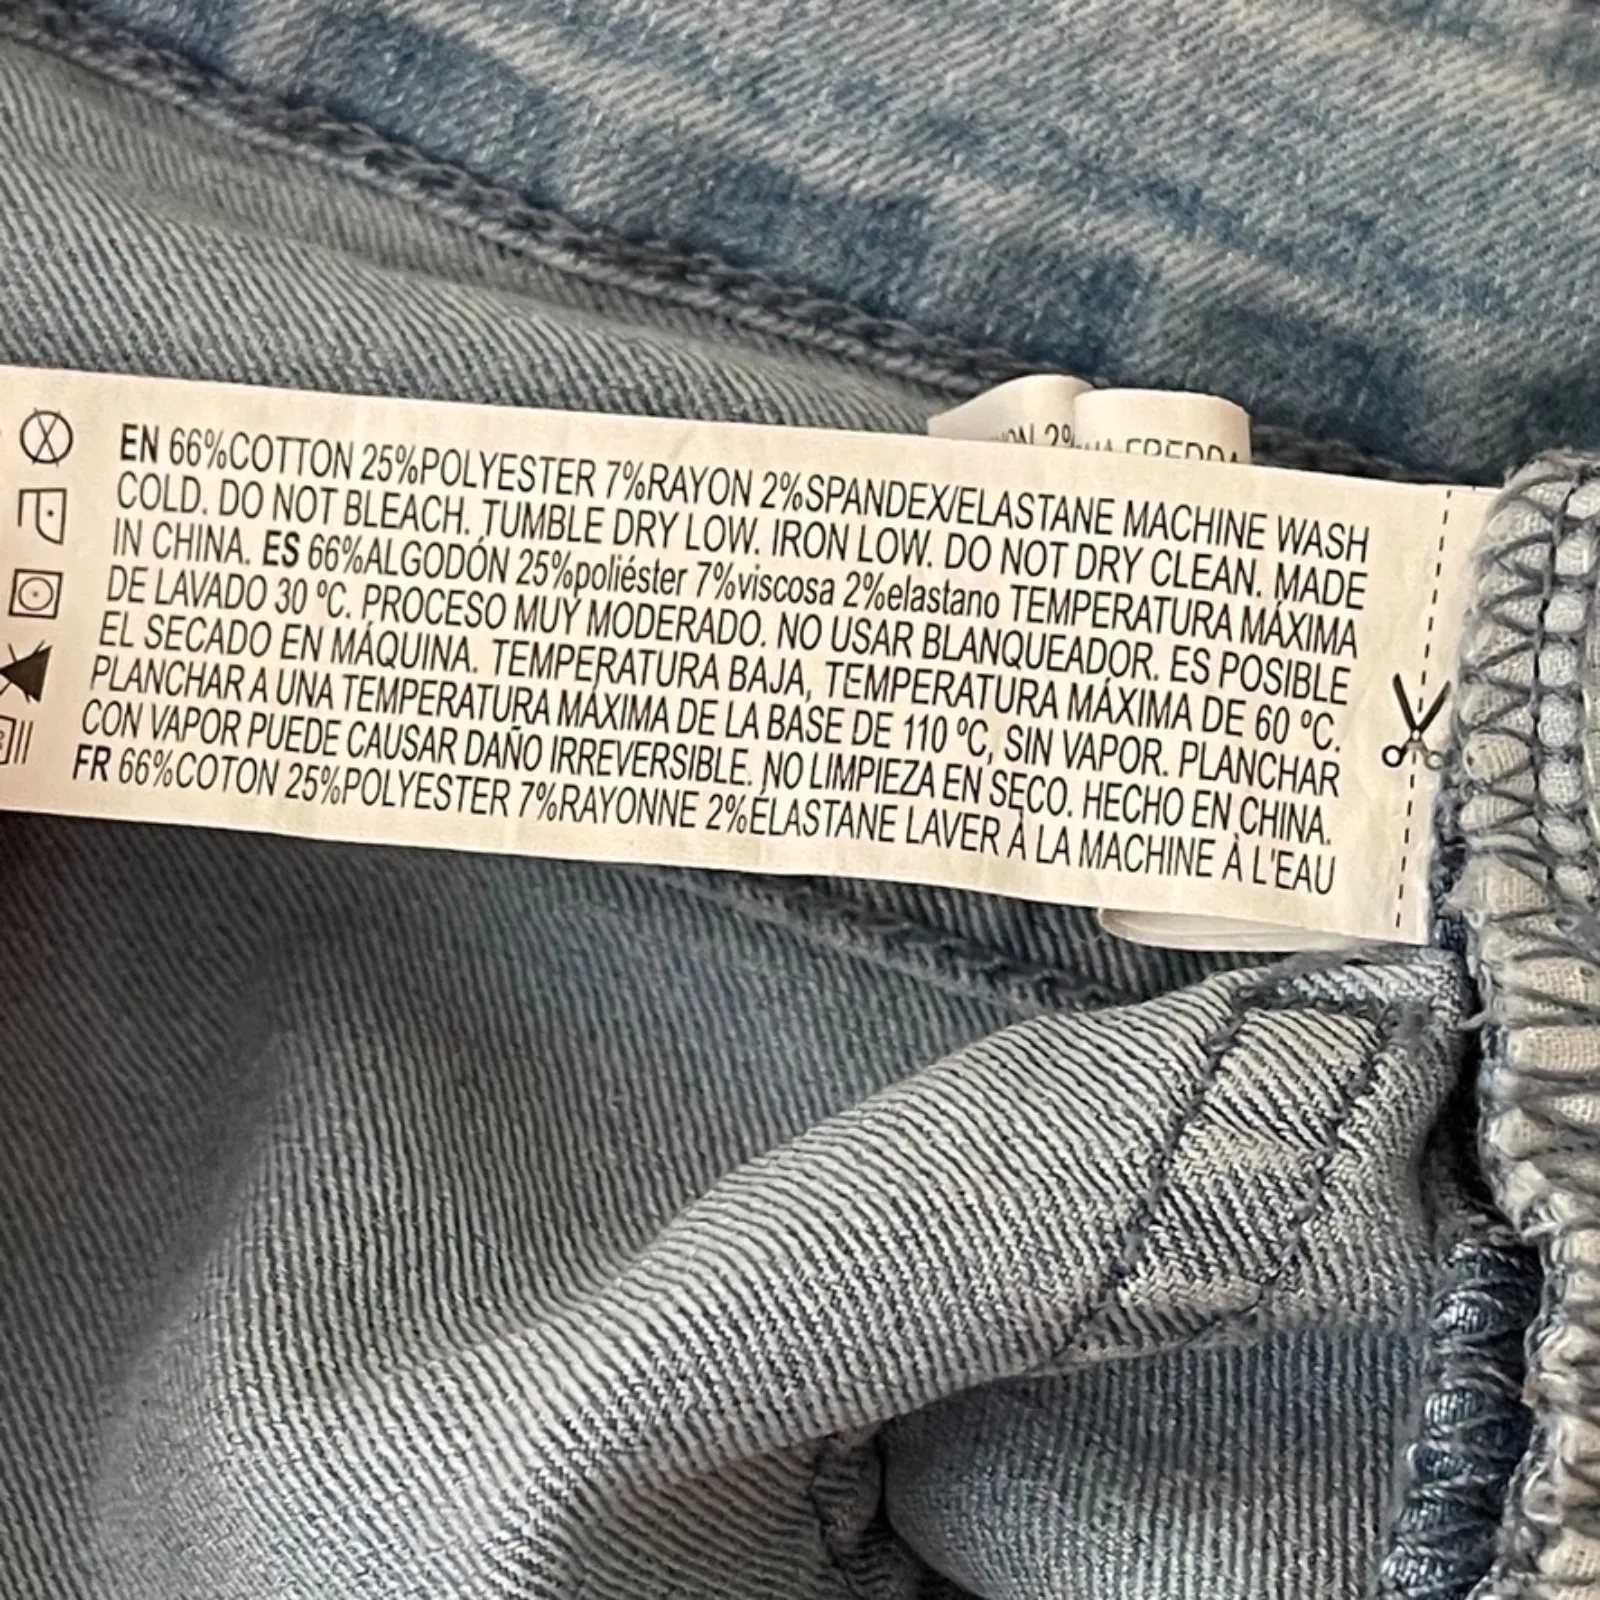 EN 66%COTTON 25%POLYESTER 7%RAYON 2%SPANDEX/ELASTANE MACHINE WASH
COLD. DO NOT BLEACH. TUMBLE DRY LOW. IRON LOW. DO NOT DRY CLEAN. MADE
IN CHINA. ES 66%ALGODÓN 25%poliéster 7%viscosa 2%elastano TEMPERATURA MÁXIMA
DE LAVADO 30 ºC. PROCESO MUY MODERADO. NO USAR BLANQUEADOR. ES POSIBLE
EL SECADO EN MÁQUINA. TEMPERATURA BAJA, TEMPERATURA MÁXIMA DE 60 ºC.
PLANCHAR A UNA TEMPERATURA MÁXIMA DE LA BASE DE 110 ºC, SIN VAPOR. PLANCHAR
CON VAPOR PUEDE CAUSAR DAÑO IRREVERSIBLE. NO LIMPIEZA EN SECO. HECHO EN CHINA.
FR 66%COTON 25%POLYESTER 7%RAYONNE 2%ÉLASTANE LAVER À LA MACHINE À L'EAU